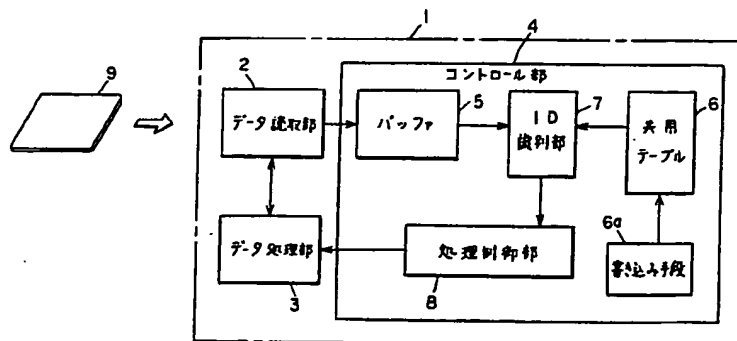 1
4
コントロール部
9
2
データ読取部
5
バッファ
7
ID
識別部
6
共用
テーブル
データ処理部
3
処理制御部
8
6a
書き込み手段